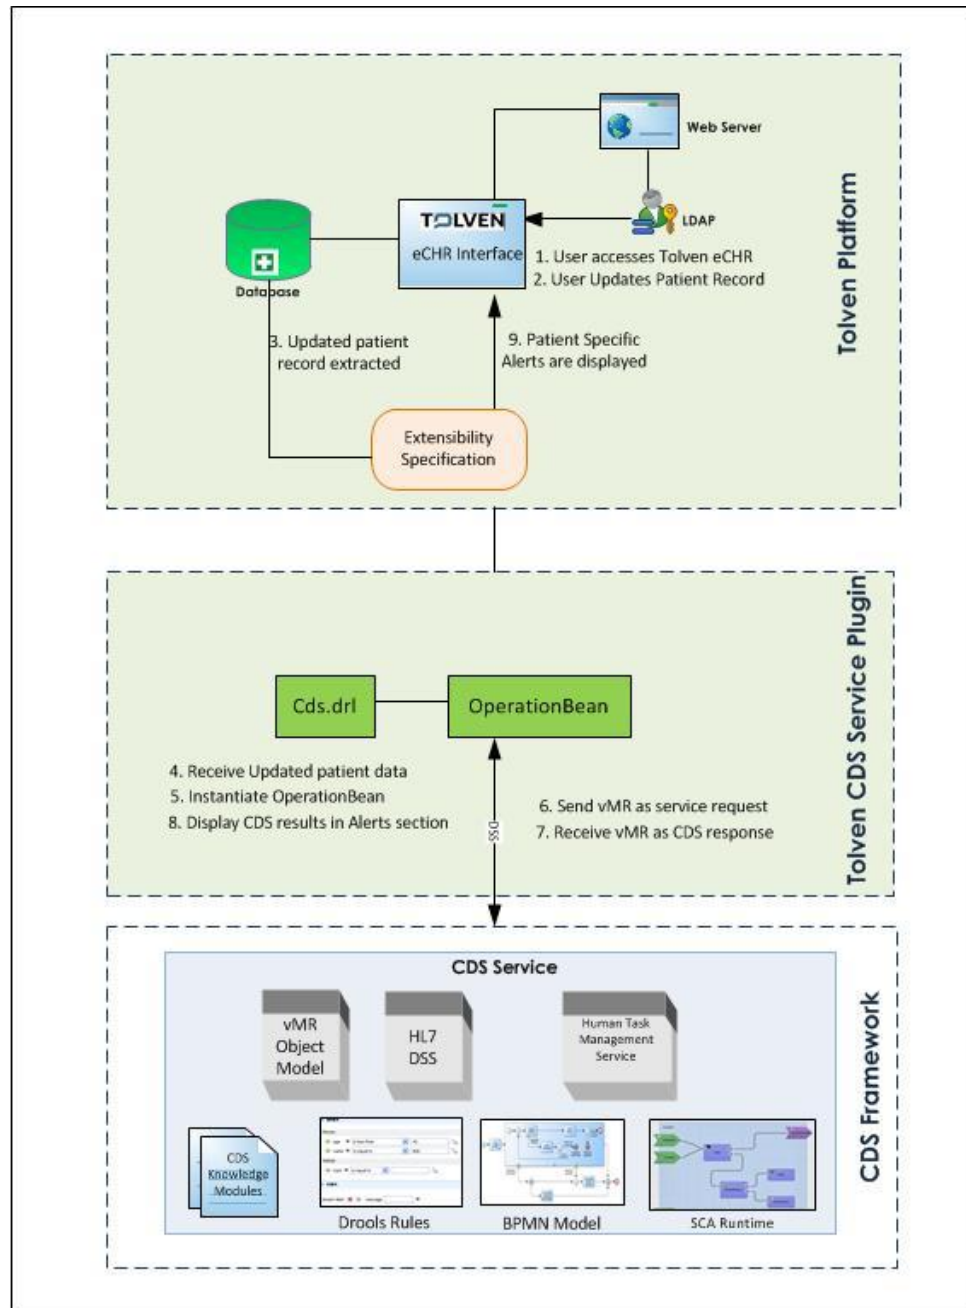 Web Server
LDAP
TOLVEN
eCHR Interface
Database
1. User accesses Tolven eCHR
2. User Updates Patient Record
3. Updated patient
record extracted
9. Patient Specific
Alerts are displayed
Extensibility
Specification
Tolven Platform
Cds.drl
OperationBean
4. Receive Updated patient data
5. Instantiate OperationBean
8. Display CDS results in Alerts section
DSS
6. Send vMR as service request
7. Receive vMR as CDS response
Tolven CDS Service Plugin
CDS Service
vMR
Object
Model
HL7
DSS
Human Task
Management
Service
CDS
Knowledge
Modules
Drools Rules
BPMN Model
SCA Runtime
CDS Framework